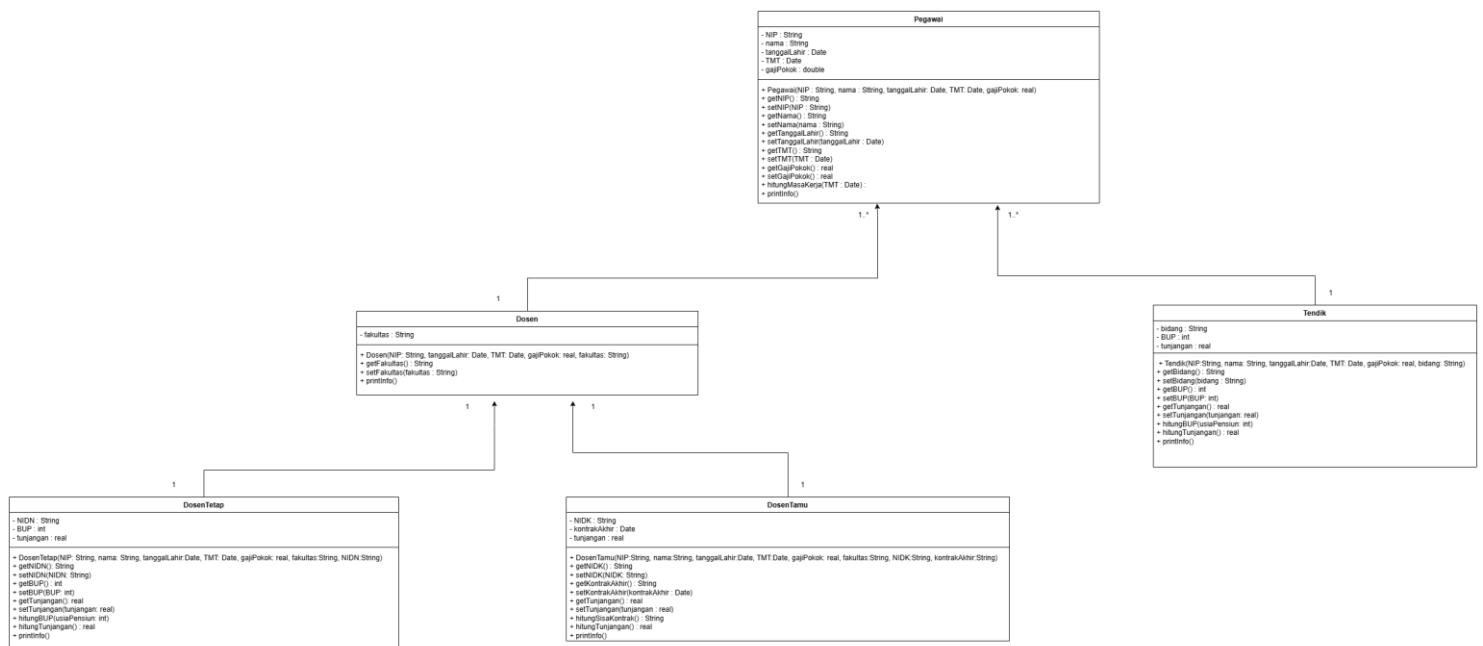 Pegawai
- NIP : String
- nama : String
- tanggalLahir : Date
- TMT : Date
- gajiPokok : double
+ Pegawai(NIP : String, nama : Sttring, tanggalLahir: Date, TMT: Date, gajiPokok: real)
+ getNIP() : String
+ setNIP(NIP : String)
+ getNama() : String
+ setNama(nama : String)
+ getTanggalLahir() : String
+ setTanggalLahir(tanggalLahir : Date)
+ getTMT() : String
+ setTMT(TMT : Date)
+ getGajiPokok() : real
+ setGajiPokok() : real
+ hitungMasaKerja(TMT : Date) :
+ printInfo()
1..*
1..*
1
1
Dosen
- fakultas : String
+ Dosen(NIP: String, tanggalLahir: Date, TMT: Date, gajiPokok: real, fakultas: String)
+ getFakultas() : String
+ setFakultas(fakultas : String)
+ printInfo()
Tendik
- bidang : String
- BUP : int
- tunjangan : real
+ Tendik(NIP:String, nama: String, tanggalLahir:Date, TMT: Date, gajiPokok: real, bidang: String)
+ getBidang() : String
+ setBidang(bidang : String)
+ getBUP() : int
+ setBUP(BUP: int)
+ getTunjangan() : real
+ setTunjangan(tunjangan: real)
+ hitungBUP(usiaPensiun: int)
+ hitungTunjangan() : real
+ printInfo()
1
1
1
1
DosenTetap
- NIDN : String
- BUP : int
- tunjangan : real
+ DosenTetap(NIP: String, nama: String, tanggalLahir:Date, TMT: Date, gajiPokok: real, fakultas:String, NIDN:String)
+ getNIDN(): String
+ setNIDN(NIDN: String)
+ getBUP() : int
+ setBUP(BUP: int)
+ getTunjangan(): real
+ setTunjangan(tunjangan: real)
+ hitungBUP(usiaPensiun: int)
+ hitungTunjangan() : real
+ printInfo()
DosenTamu
- NIDK : String
- kontrakAkhir : Date
- tunjangan : real
+ DosenTamu(NIP:String, nama:String, tanggalLahir:Date, TMT:Date, gajiPokok: real, fakultas:String, NIDK:String, kontrakAkhir:String)
+ getNIDK() : String
+ setNIDK(NIDK: String)
+ getKontrakAkhir() : String
+ setKontrakAkhir(kontrakAkhir : Date)
+ getTunjangan() : real
+ setTunjangan(tunjangan : real)
+ hitungSisaKontrak() : String
+ hitungTunjangan() : real
+ printInfo()